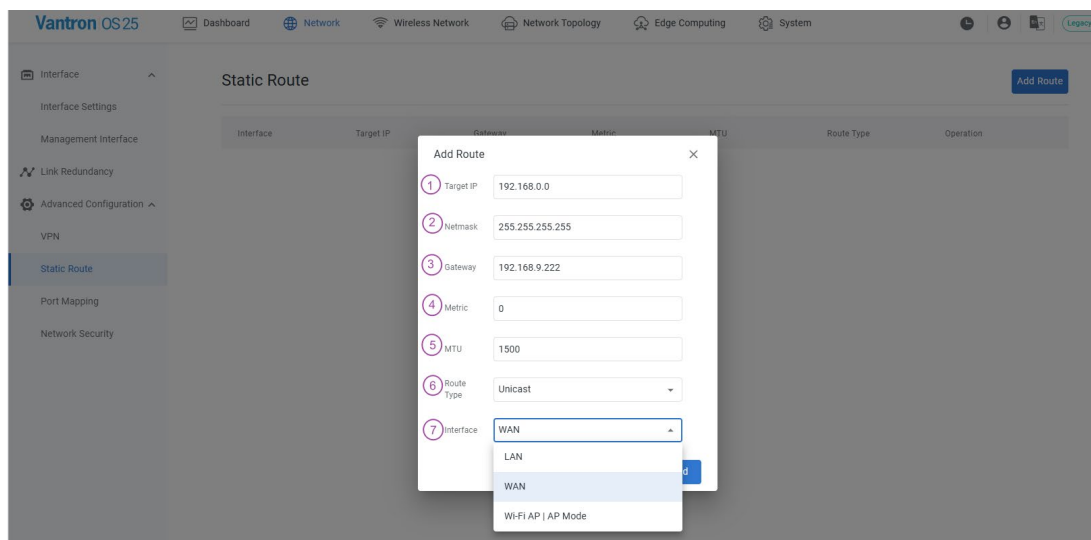 Vantron OS25
Dashboard
Network
Wireless Network
Network Topology
Edge Computing
System
Legacy
Interface
Interface Settings
Management Interface
Link Redundancy
Advanced Configuration
VPN
Static Route
Port Mapping
Network Security
Static Route
Add Route
Interface Target IP Gateway Metric MTU Route Type Operation
Add Route
1 Target IP 192.168.0.0
2 Netmask 255.255.255.255
3 Gateway 192.168.9.222
4 Metric 0
5 MTU 1500
6 Route Type Unicast
7 Interface WAN
LAN
WAN
Wi-Fi AP | AP Mode
d